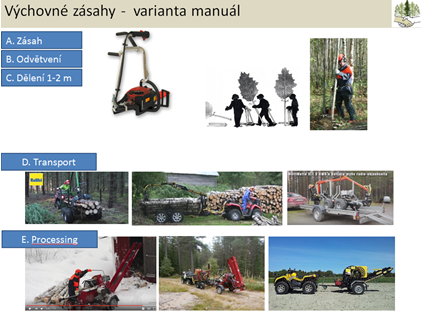 Výchovné zásahy - varianta manuál
A. Zásah
B. Odvětvení
C. Dělení 1-2 m
D. Transport
E. Processing